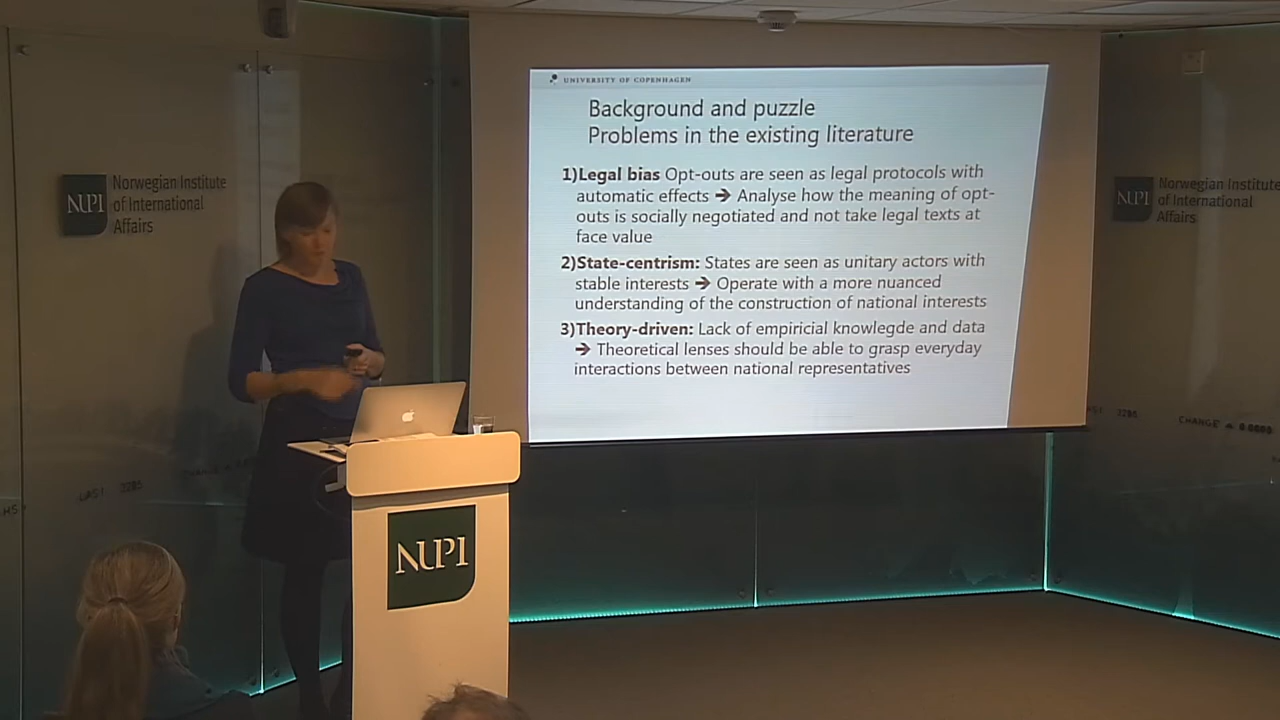 UNIVERSITY OF COPENHAGEN
Background and puzzle
Problems in the existing literature
1)Legal bias Opt-outs are seen as legal protocols with
automatic effects ➔ Analyse how the meaning of opt-
outs is socially negotiated and not take legal texts at
face value
2)State-centrism: States are seen as unitary actors with
stable interests ➔ Operate with a more nuanced
understanding of the construction of national interests
3)Theory-driven: Lack of empiricial knowlegde and data
➔ Theoretical lenses should be able to grasp everyday
interactions between national representatives
NUPI
Norwegian Institute
of International
Affairs
NUPI
Norwegian Institute
of International
Affairs
NUPI
LAST 3285
CHANGE